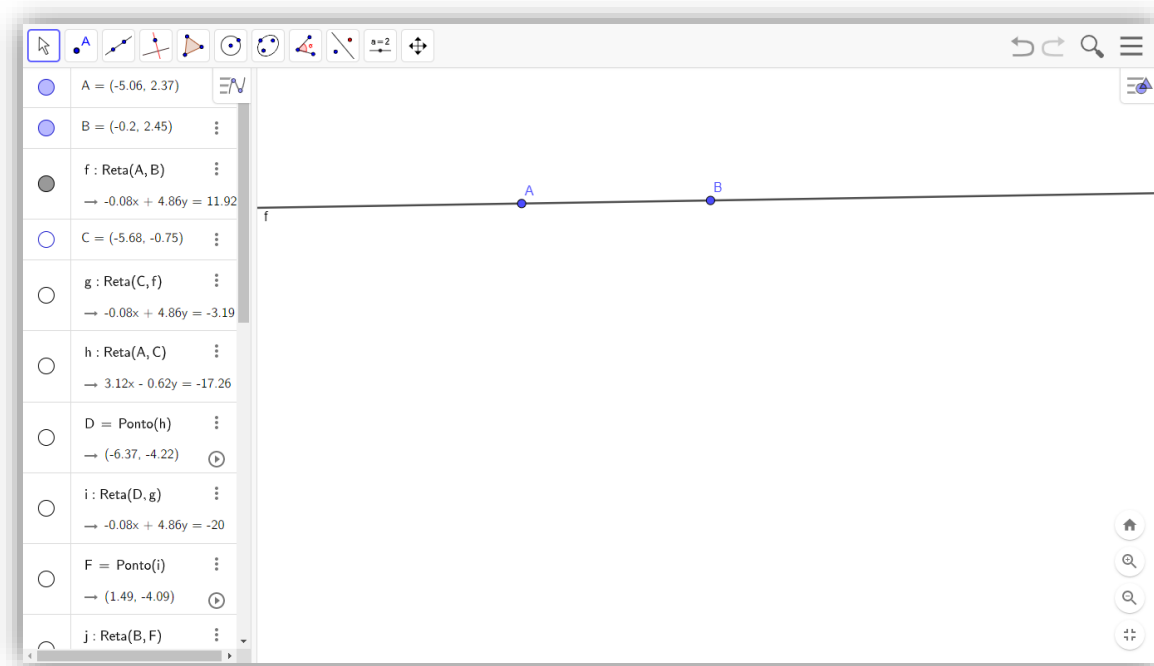 A
a=2
A = (-5.06, 2.37)
B = (-0.2, 2.45)
f : Reta(A, B)
→ -0.08x + 4.86y = 11.92
C = (-5.68, -0.75)
g : Reta(C, f)
→ -0.08x + 4.86y = -3.19
h : Reta(A, C)
→ 3.12x - 0.62y = -17.26
D = Ponto(h)
→ (-6.37, -4.22)
i : Reta(D, g)
→ -0.08x + 4.86y = -20
F = Ponto(i)
→ (1.49, -4.09)
j : Reta(B, F)
A
B
f